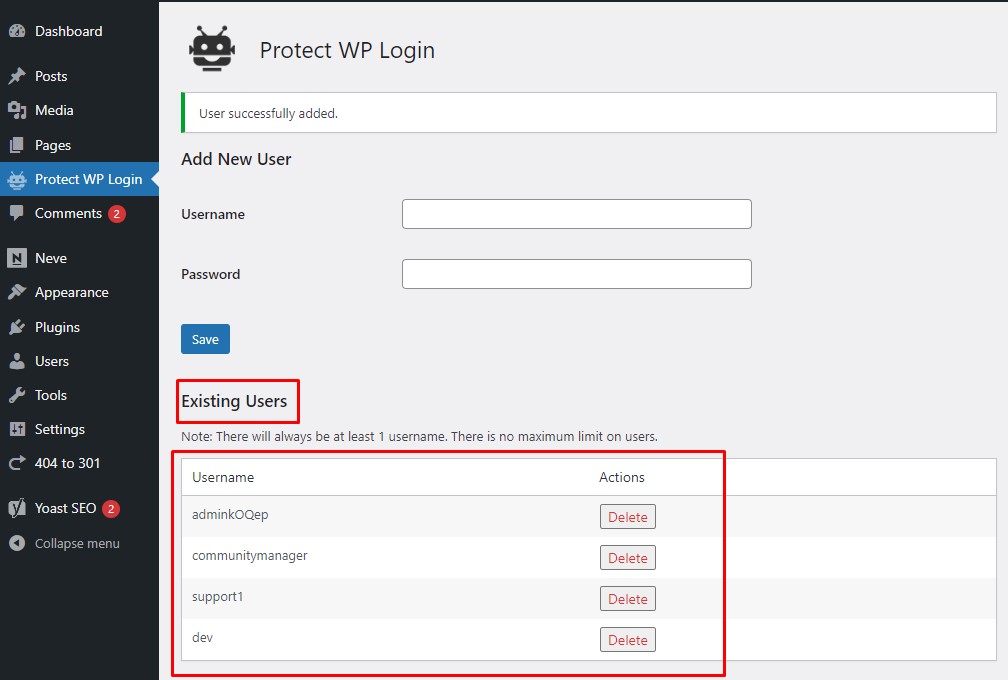 Dashboard
Posts
Media
Pages
Protect WP Login
Comments 2
Neve
Appearance
Plugins
Users
Tools
Settings
404 to 301
Yoast SEO 2
Collapse menu
Protect WP Login
User successfully added.
Add New User
Username
Password
Save
Existing Users
Note: There will always be at least 1 username. There is no maximum limit on users.
Username Actions
adminkOQep Delete
communitymanager Delete
support1 Delete
dev Delete